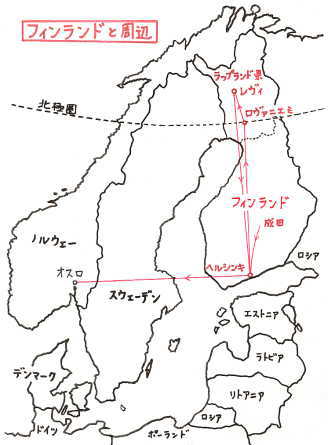 フィンランドと周辺
ラップランド県
レヴィ
北極圏
ロヴァニエミ
フィンランド
成田
ノルウェー
ロシア
ヘルシンキ
オスロ
スウェーデン
エストニア
ラトビア
デンマーク
リトアニア
ロシア
ドイツ
ポーランド